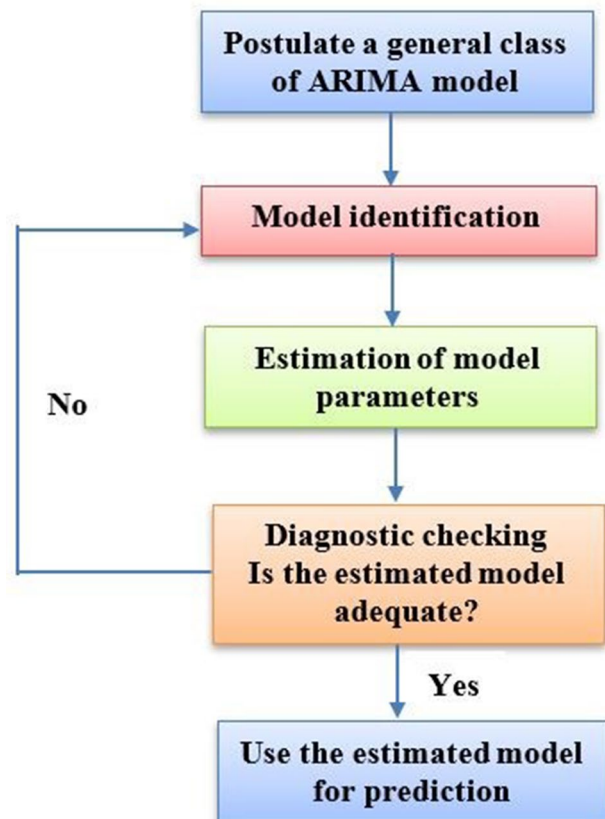 Postulate a general class
of ARIMA model
Model identification
Estimation of model
parameters
No
Diagnostic checking
Is the estimated model
adequate?
Yes
Use the estimated model
for prediction